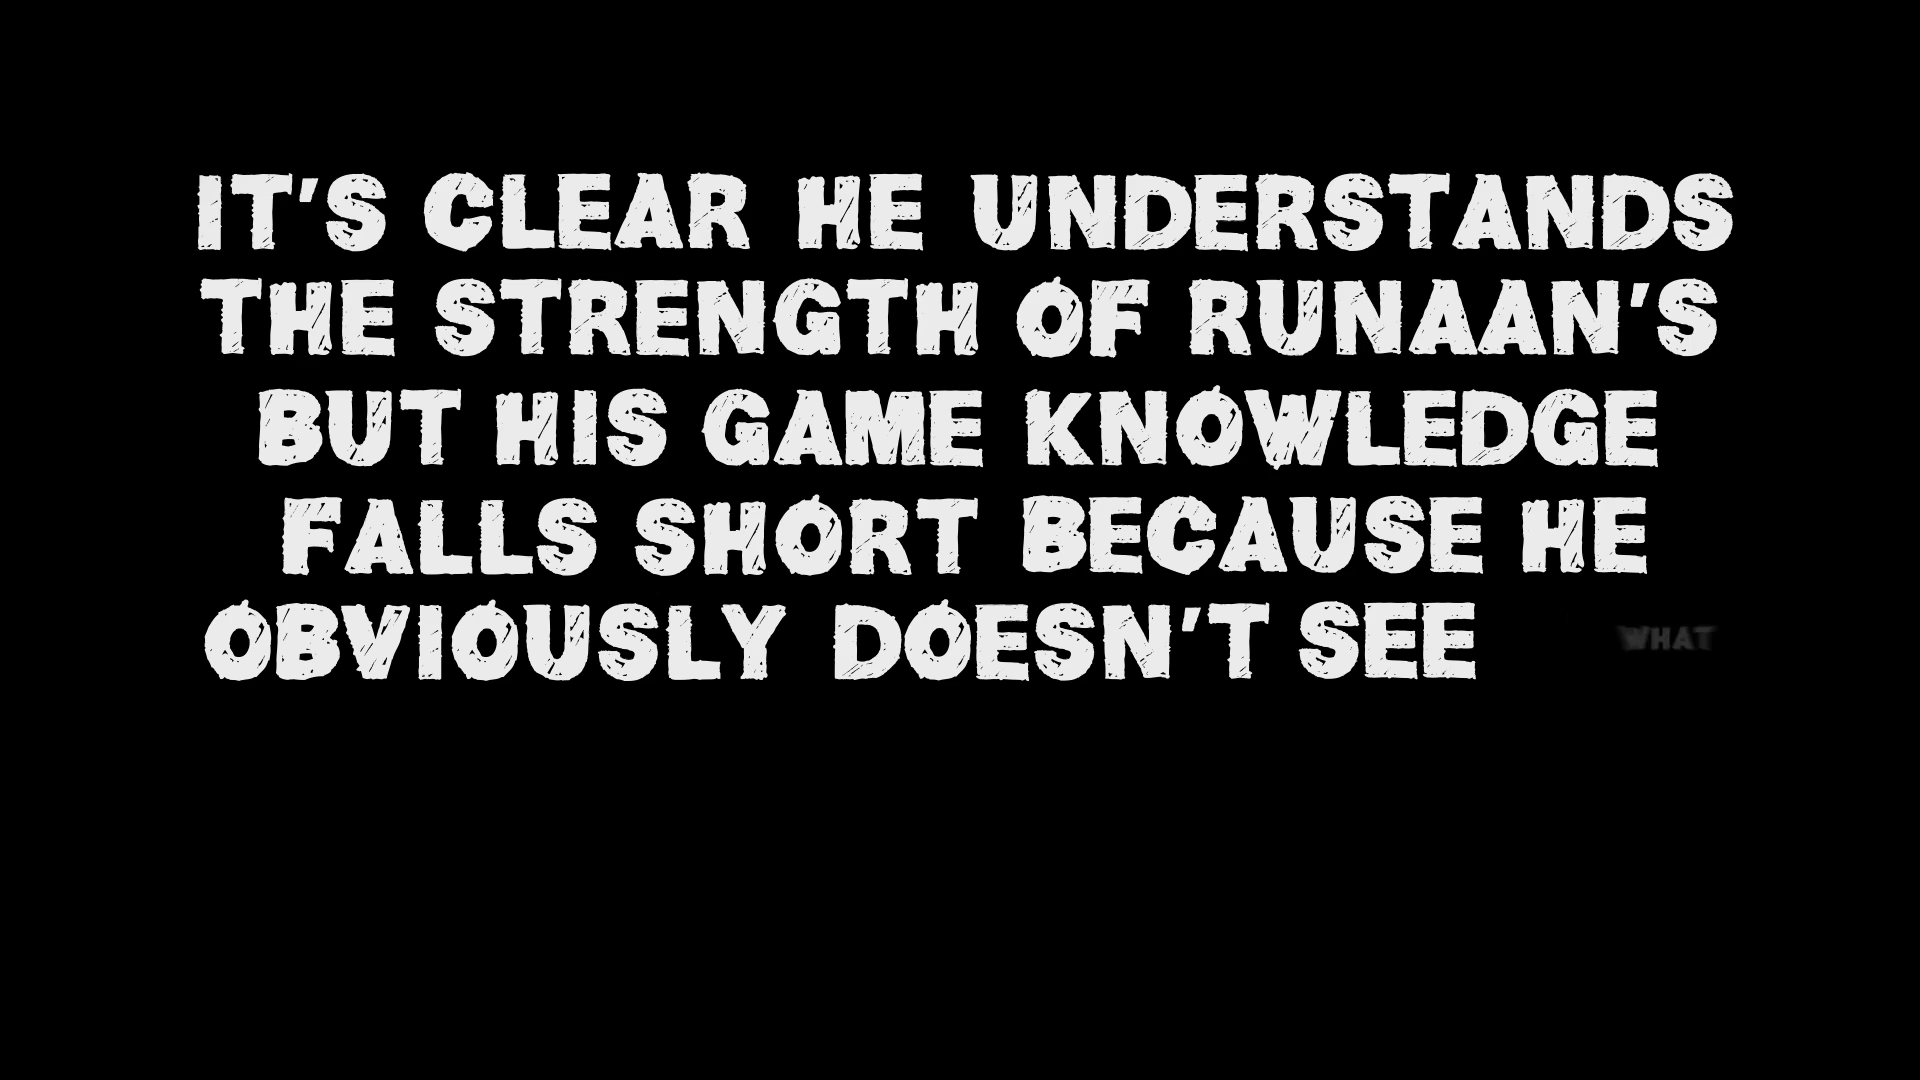 IT'S CLEAR HE UNDERSTANDS
THE STRENGTH OF RUNAAN'S
BUT HIS GAME KNOWLEDGE
FALLS SHORT BECAUSE HE
OBVIOUSLY DOESN'T SEE WHAT